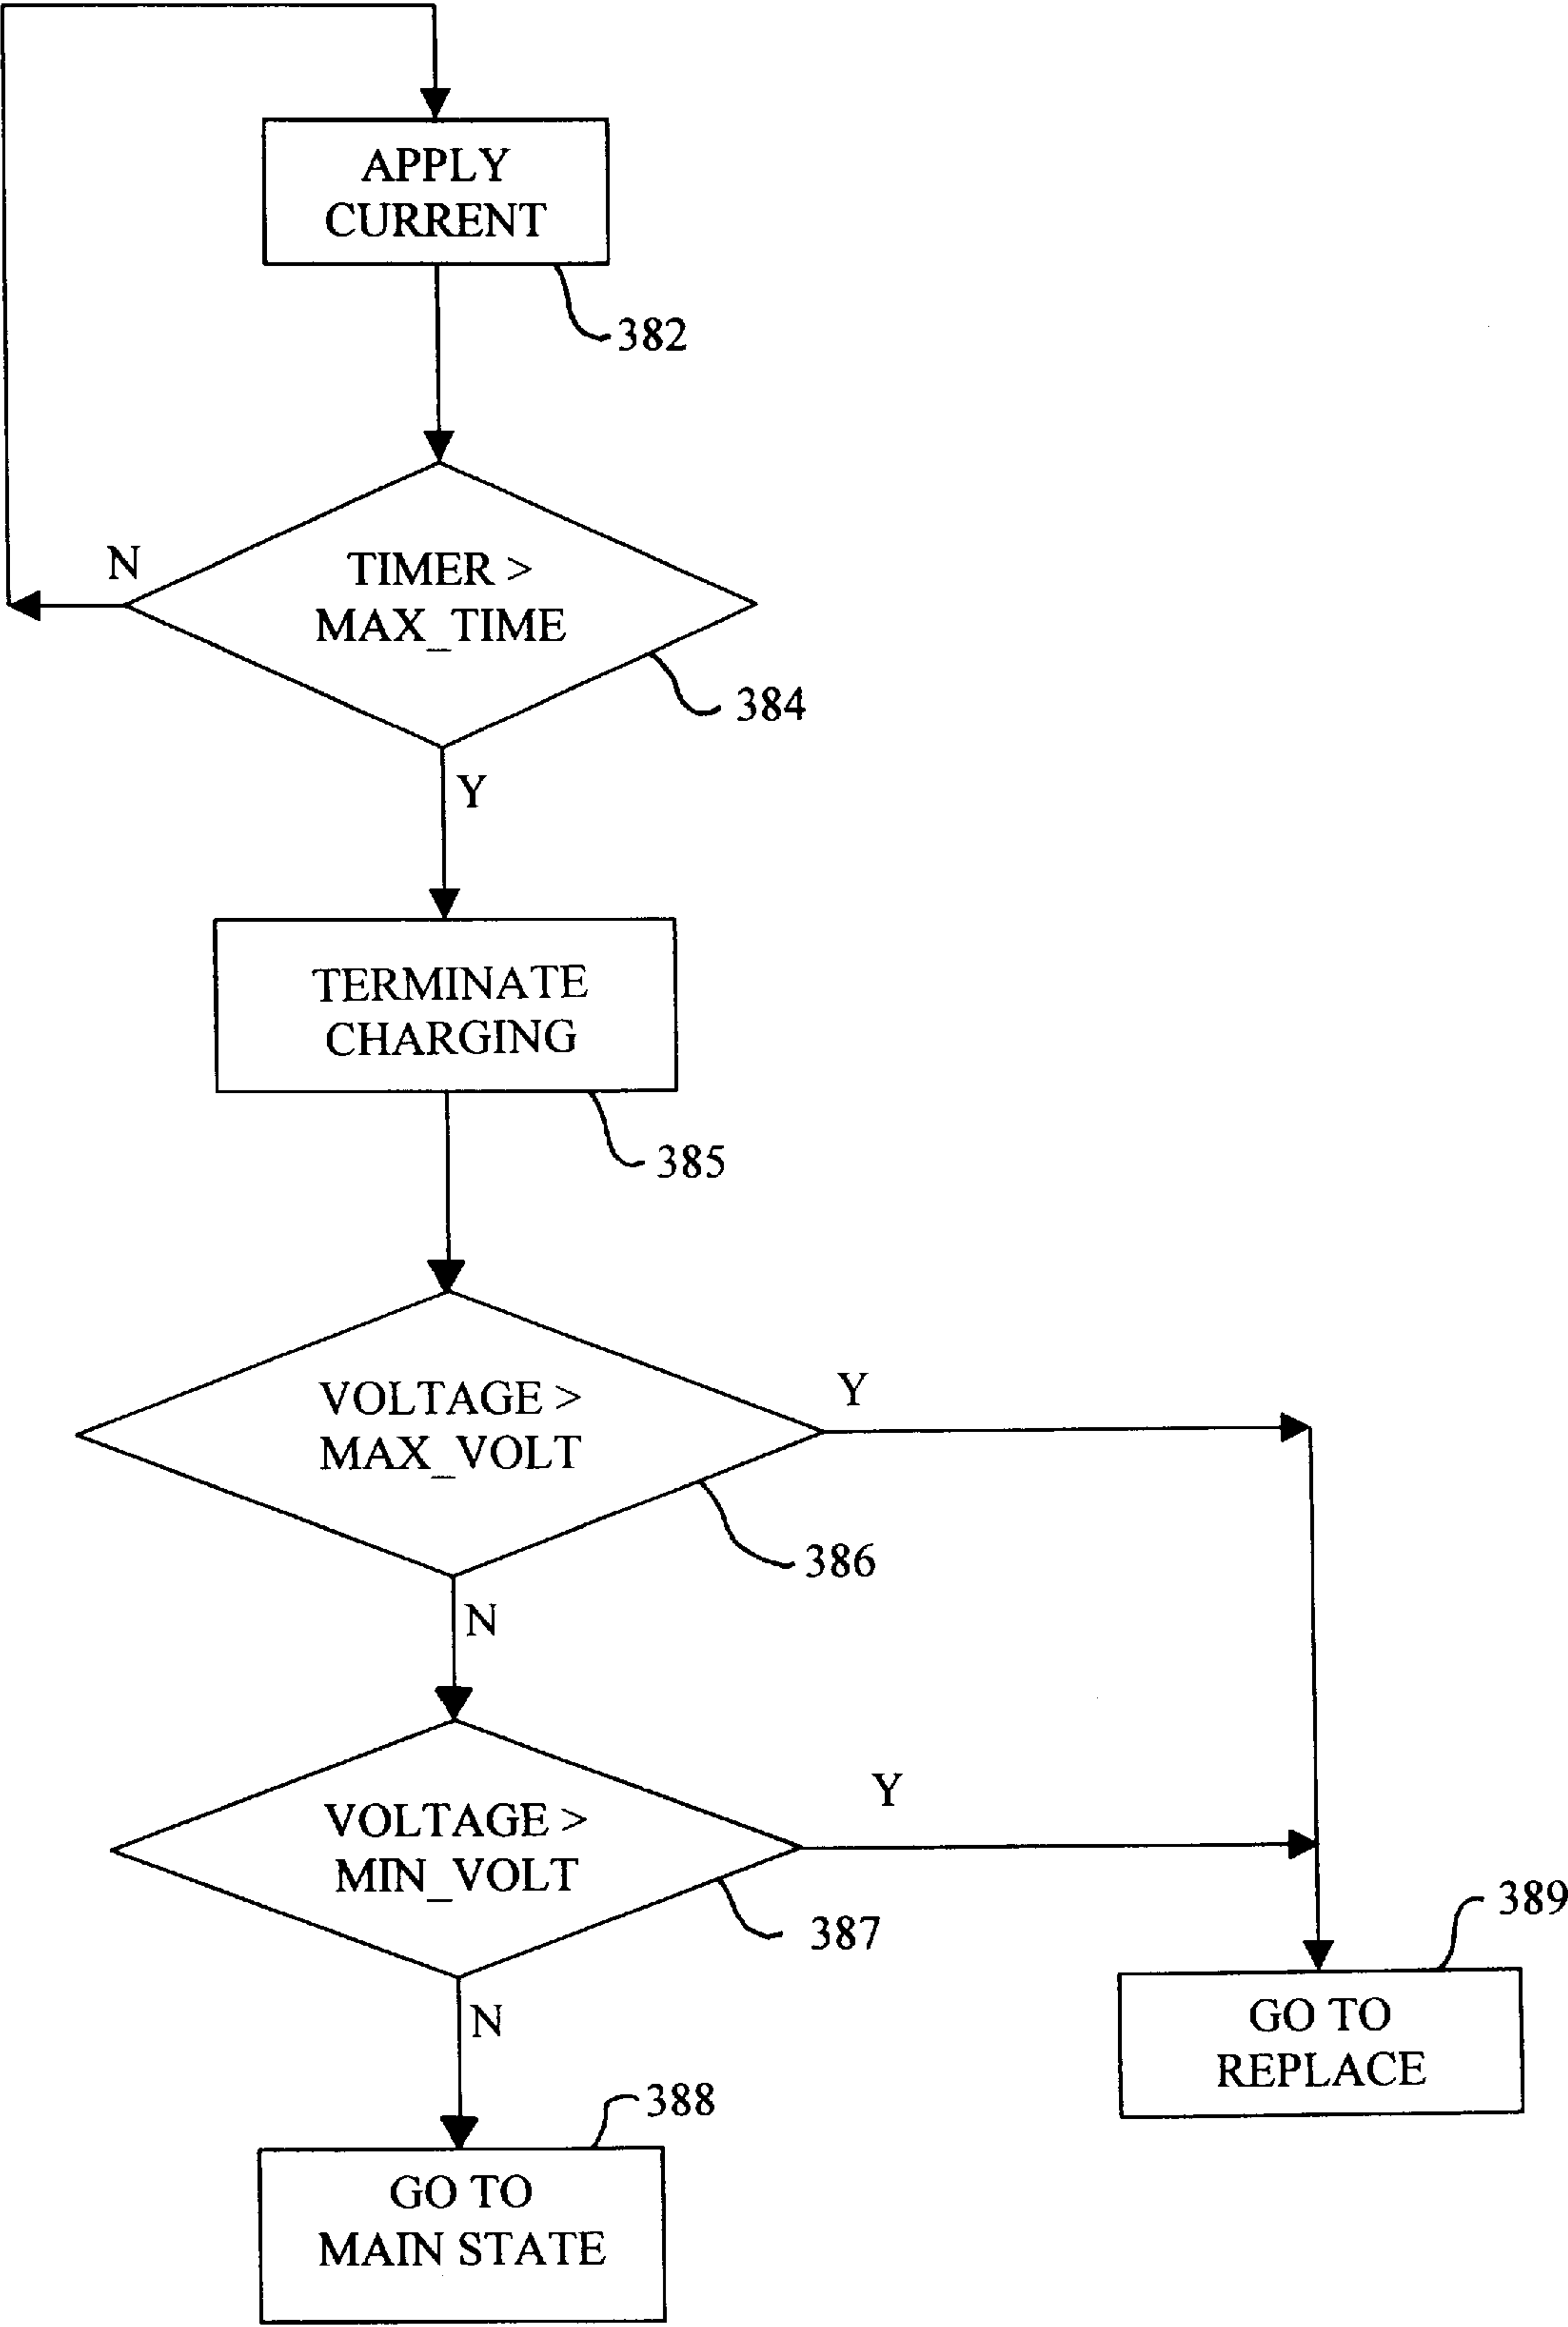 APPLY
CURRENT
382
N
TIMER >
MAX_TIME
384
Y
TERMINATE
CHARGING
385
VOLTAGE >
MAX_VOLT
Y
386
N
VOLTAGE >
MIN_VOLT
Y
387
389
N
GO TO
REPLACE
388
GO TO
MAIN STATE